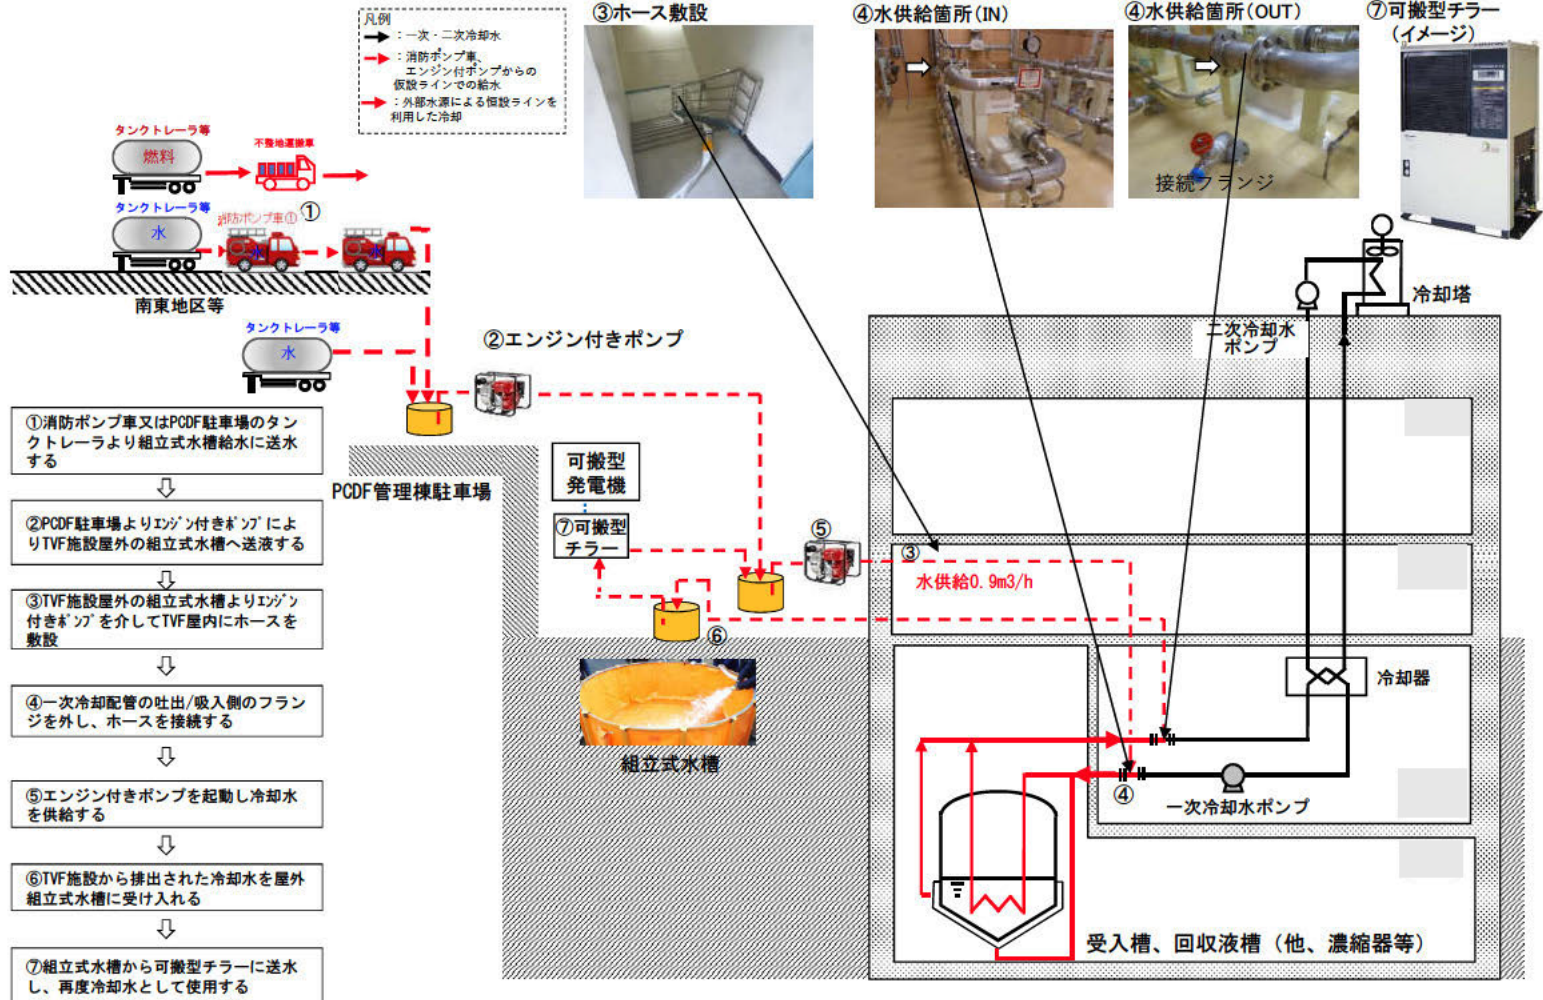 ③ホース敷設
④水供給箇所(IN)
④水供給箇所(OUT)
⑦可搬型チラー
(イメージ)
凡例
：一次・二次冷却水
：消防ポンプ車、
エンジン付ポンプからの
仮設ラインでの給水
：外部水源による恒設ラインを
利用した冷却
タンクトレーラ等
燃料
不整地運搬車
タンクトレーラ等
水
消防ポンプ車①
①
水
水
南東地区等
接続フランジ
冷却塔
二次冷却水
ポンプ
タンクトレーラ等
水
②エンジン付きポンプ
PCDF管理棟駐車場
可搬型
発電機
⑦可搬型
チラー
⑤
③
水供給0.9m3/h
⑥
組立式水槽
冷却器
④
一次冷却水ポンプ
受入槽、回収液槽（他、濃縮器等）
①消防ポンプ車又はPCDF駐車場のタン
クトレーラより組立式水槽給水に送水
する
②PCDF駐車場よりエンジン付きポンプによ
りTVF施設屋外の組立式水槽へ送液する
③TVF施設屋外の組立式水槽よりエンジン
付きポンプを介してTVF屋内にホースを
敷設
④一次冷却配管の吐出/吸入側のフラン
ジを外し、ホースを接続する
⑤エンジン付きポンプを起動し冷却水
を供給する
⑥TVF施設から排出された冷却水を屋外
組立式水槽に受け入れる
⑦組立式水槽から可搬型チラーに送水
し、再度冷却水として使用する